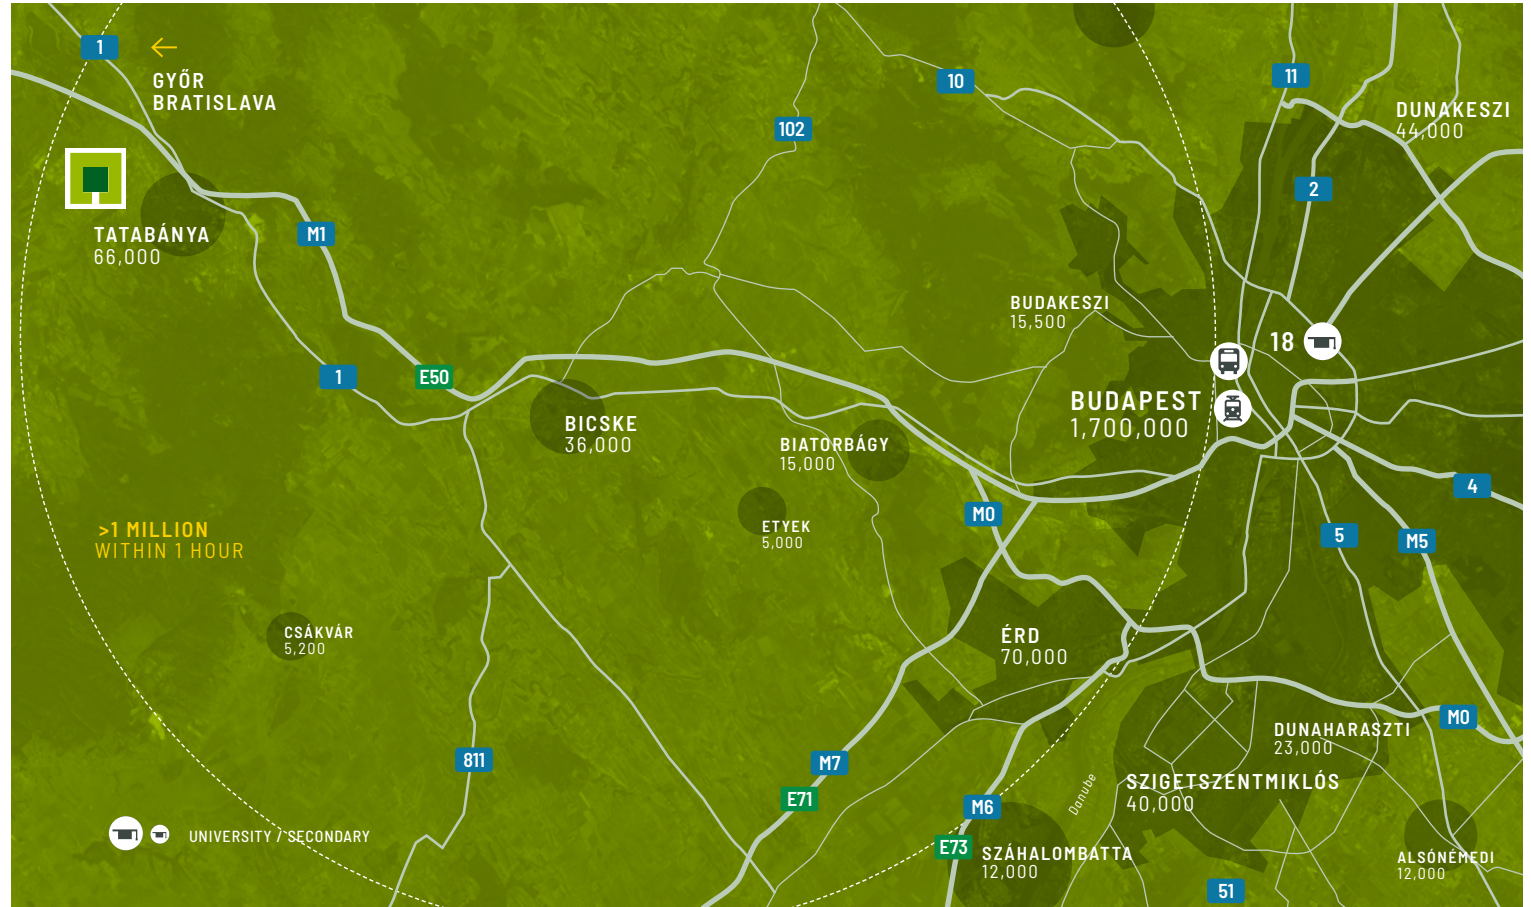 1
GYŐR
BRATISLAVA
10
11
DUNAKESZI
44,000
102
2
TATABÁNYA
66,000
M1
BUDAKESZI
15,500
18
1
E50
BUDAPEST
1,700,000
BICSKE
36,000
BIATORBÁGY
15,000
4
M0
ETYEK
5,000
>1 MILLION
WITHIN 1 HOUR
5
M5
CSÁKVÁR
5,200
ÉRD
70,000
M0
DUNAHARASZTI
23,000
811
M7
E71
SZIGETSZENTMIKLÓS
40,000
Danube
M6
UNIVERSITY / SECONDARY
E73
SZÁHALOMBATTA
12,000
ALSÓNÉMEDI
12,000
51